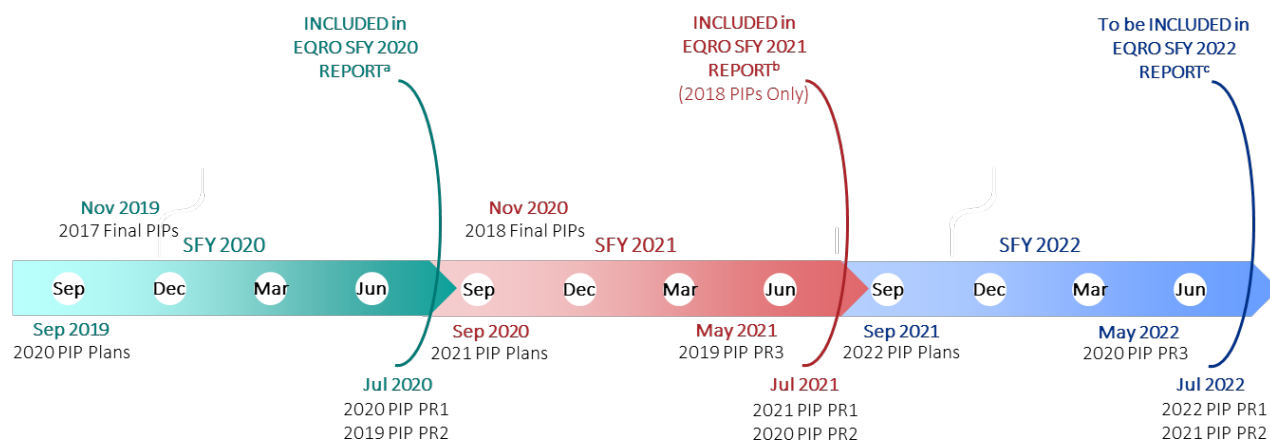 INCLUDED in
EQRO SFY 2020
REPORTᵃ
INCLUDED in
EQRO SFY 2021
REPORTᵇ
(2018 PIPs Only)
To be INCLUDED in
EQRO SFY 2022
REPORTᶜ
Nov 2019
2017 Final PIPs
Nov 2020
2018 Final PIPs
SFY 2020
SFY 2021
SFY 2022
Sep Dec Mar Jun Sep Dec Mar Jun Sep Dec Mar Jun
Sep 2019
2020 PIP Plans
Sep 2020
2021 PIP Plans
May 2021
2019 PIP PR3
Sep 2021
2022 PIP Plans
May 2022
2020 PIP PR3
Jul 2020
2020 PIP PR1
2019 PIP PR2
Jul 2021
2021 PIP PR1
2020 PIP PR2
Jul 2022
2022 PIP PR1
2021 PIP PR2